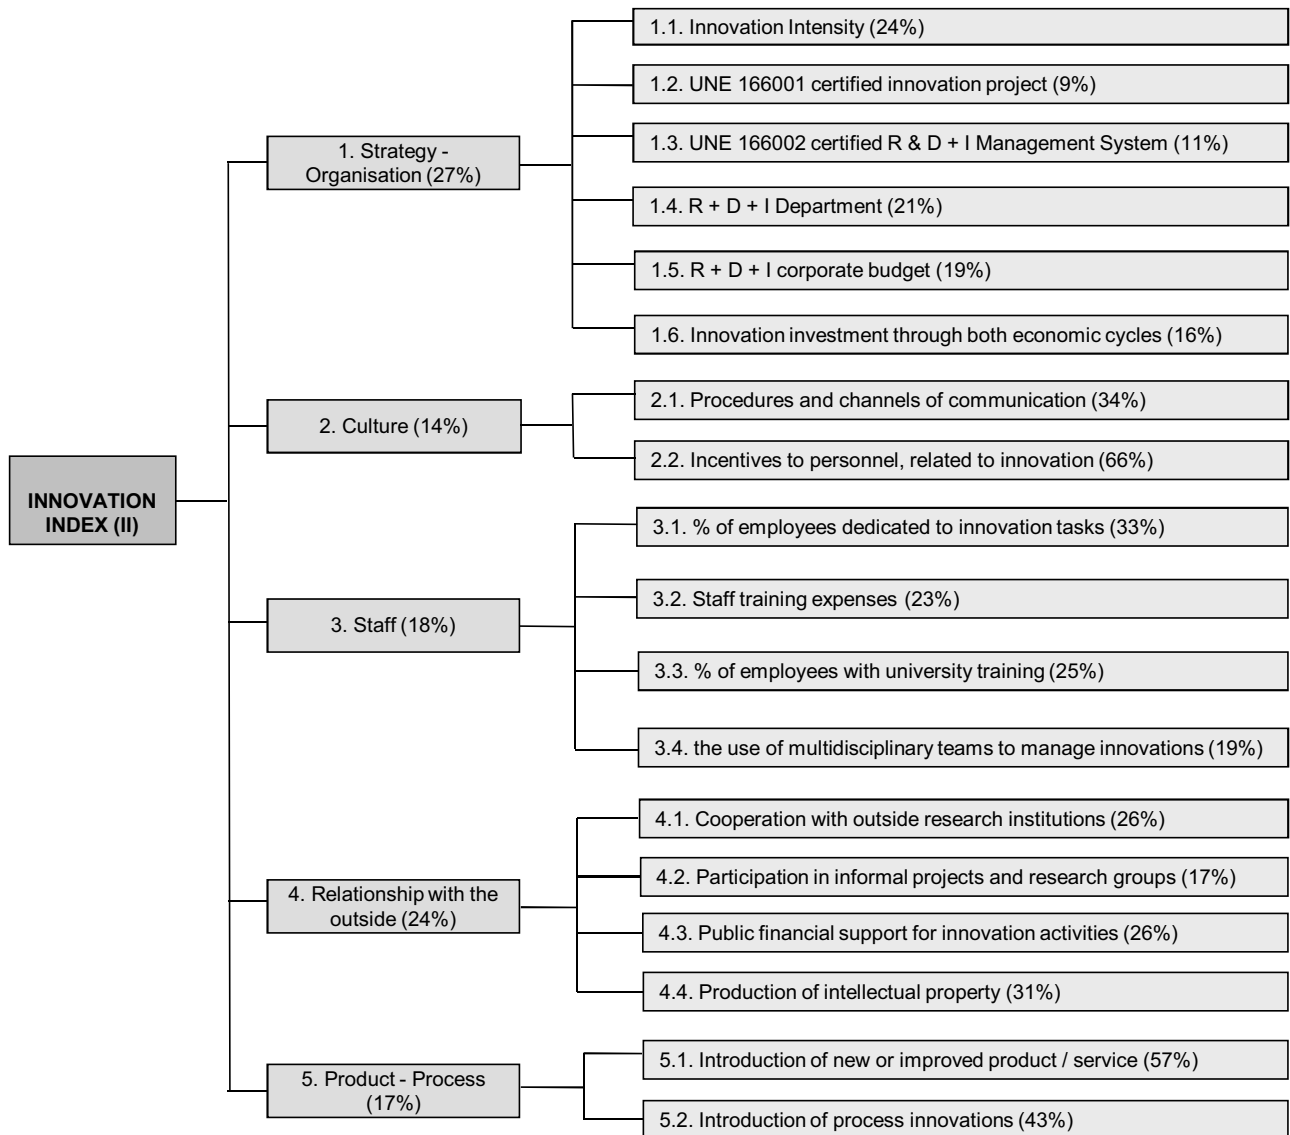 1.1. Innovation Intensity (24%)
1.2. UNE 166001 certified innovation project (9%)
1.3. UNE 166002 certified R & D + I Management System (11%)
1. Strategy -
Organisation (27%)
1.4. R + D + I Department (21%)
1.5. R + D + I corporate budget (19%)
1.6. Innovation investment through both economic cycles (16%)
2.1. Procedures and channels of communication (34%)
2. Culture (14%)
2.2. Incentives to personnel, related to innovation (66%)
INNOVATION
INDEX (II)
3.1. % of employees dedicated to innovation tasks (33%)
3.2. Staff training expenses (23%)
3. Staff (18%)
3.3. % of employees with university training (25%)
3.4. the use of multidisciplinary teams to manage innovations (19%)
4.1. Cooperation with outside research institutions (26%)
4.2. Participation in informal projects and research groups (17%)
4. Relationship with the
outside (24%)
4.3. Public financial support for innovation activities (26%)
4.4. Production of intellectual property (31%)
5.1. Introduction of new or improved product / service (57%)
5. Product - Process
(17%)
5.2. Introduction of process innovations (43%)